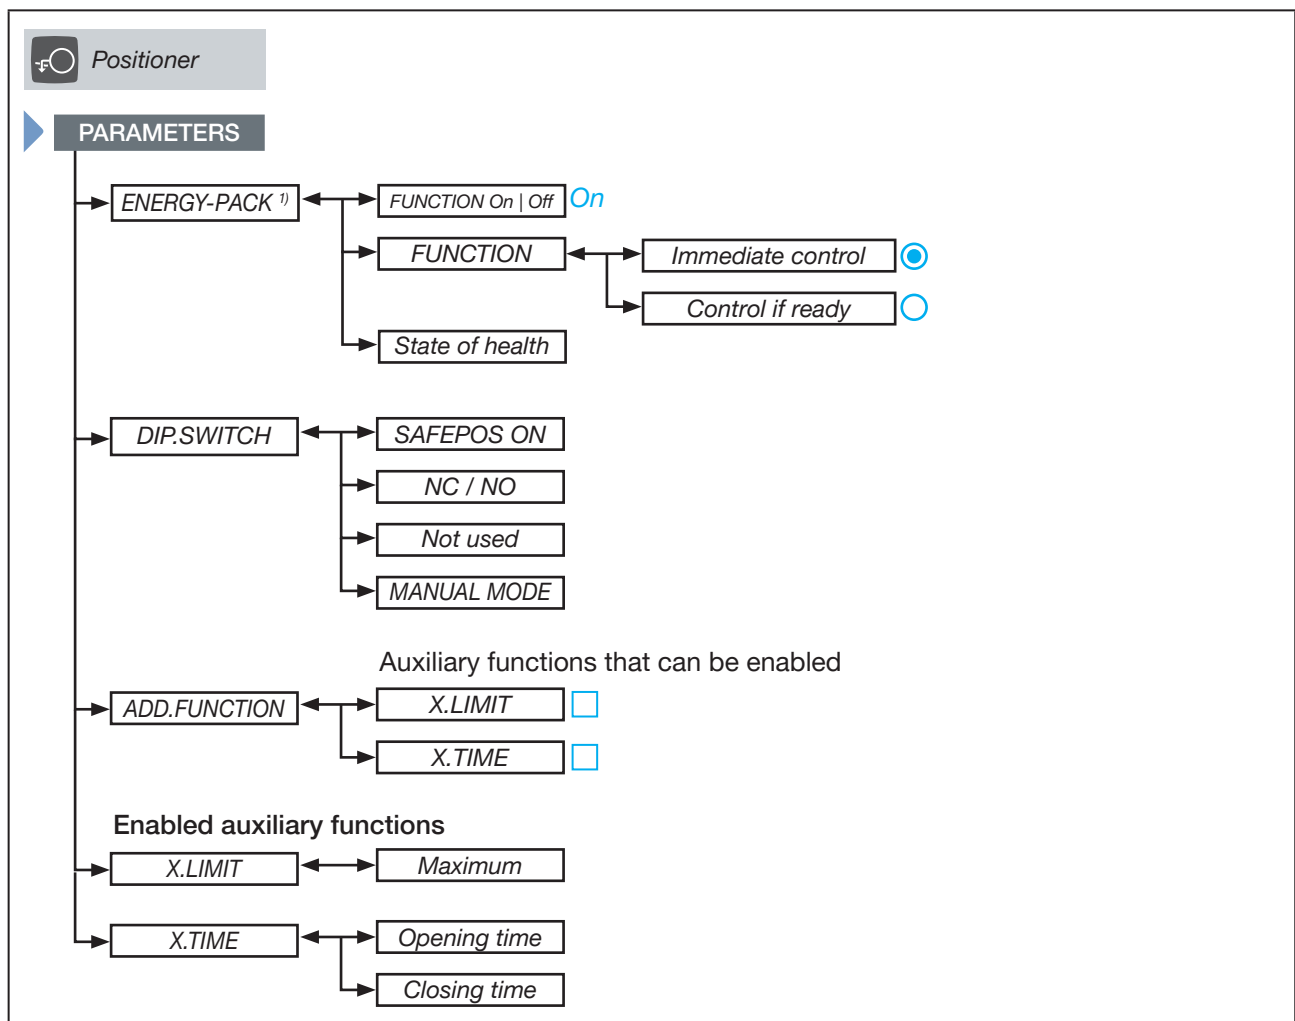 Positioner
PARAMETERS
ENERGY-PACK 1)
FUNCTION On | Off
On
FUNCTION
Immediate control
Control if ready
State of health
DIP.SWITCH
SAFEPOS ON
NC / NO
Not used
MANUAL MODE
Auxiliary functions that can be enabled
ADD.FUNCTION
X.LIMIT
X.TIME
Enabled auxiliary functions
X.LIMIT
Maximum
X.TIME
Opening time
Closing time